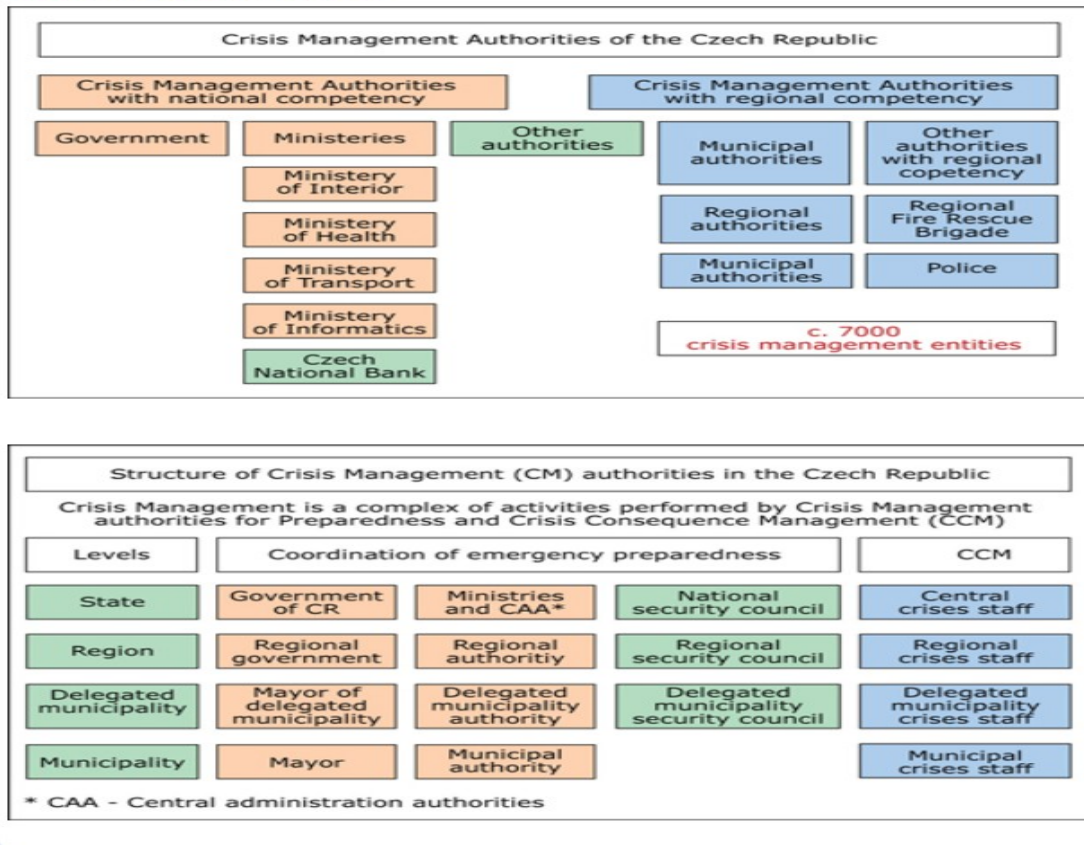 Crisis Management Authorities of the Czech Republic
Crisis Management Authorities
with national competency
Crisis Management Authorities
with regional competency
Government
Ministeries
Other
authorities
Municipal
authorities
Other
authorities
with regional
copetency
Ministery
of Interior
Regional
authorities
Regional
Fire Rescue
Brigade
Ministery
of Health
Ministery
of Transport
Municipal
authorities
Police
Ministery
of Informatics
c. 7000
crisis management entities
Czech
National Bank
Structure of Crisis Management (CM) authorities in the Czech Republic
Crisis Management is a complex of activities performed by Crisis Management
authorities for Preparedness and Crisis Consequence Management (CCM)
Levels
Coordination of emergency preparedness
CCM
State
Government
of CR
Ministries
and CAA*
National
security council
Central
crises staff
Region
Regional
government
Regional
authoritiy
Regional
security council
Regional
crises staff
Delegated
municipality
Mayor of
delegated
municipality
Delegated
municipality
authority
Delegated
municipality
security council
Delegated
municipality
crises staff
Municipality
Mayor
Municipal
authority
Municipal
crises staff
* CAA - Central administration authorities